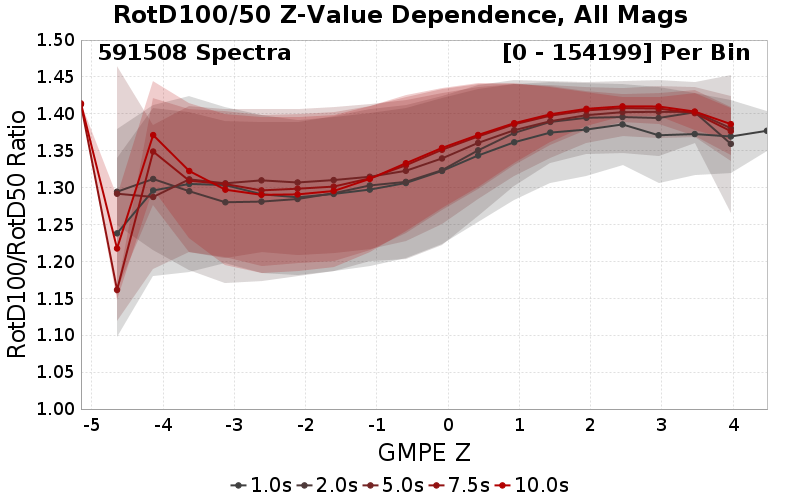 RotD100/50 Z-Value Dependence, All Mags
591508 Spectra
[0 - 154199] Per Bin
RotD100/RotD50 Ratio
1.50
1.45
1.40
1.35
1.30
1.25
1.20
1.15
1.10
1.05
1.00
-5 -4 -3 -2 -1 0 1 2 3 4
GMPE Z
1.0s 2.0s 5.0s 7.5s 10.0s